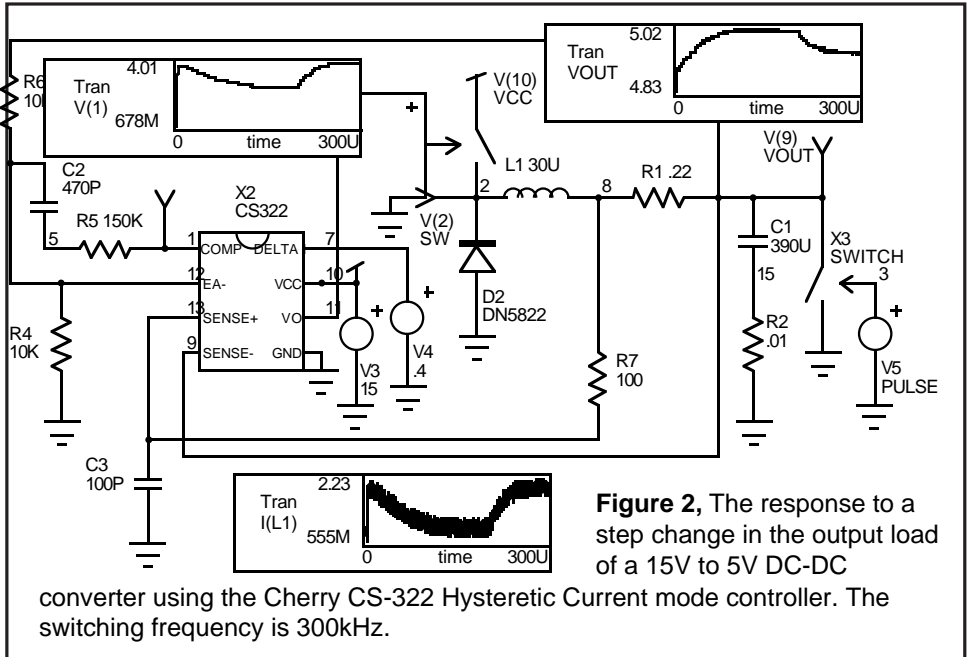 Tran
V(1)
4.01
678M
0 time 300U
Tran
VOUT
5.02
4.83
0 time 300U
R6
V(10)
VCC
+
L1 30U
2
8
R1 .22
V(9)
VOUT
C2
470P
R5 150K
5
X2
CS322
1
COMP
DELTA
7
12
EA-
VCC
10
13
SENSE+
VO
11
9
SENSE-
GND
R4
10K
V(2)
SW
D2
DN5822
+
V3
15
+
V4
.4
R7
100
C1
390U
15
R2
.01
X3
SWITCH
3
+
V5
PULSE
C3
100P
Tran
I(L1)
2.23
555M
0 time 300U
Figure 2, The response to a
step change in the output load
of a 15V to 5V DC-DC
converter using the Cherry CS-322 Hysteretic Current mode controller. The
switching frequency is 300kHz.